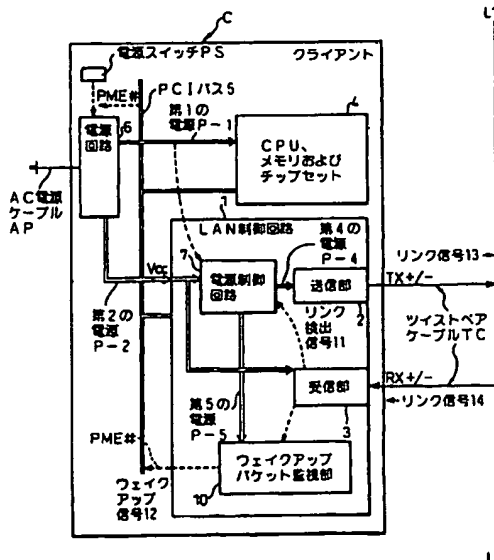 C
電源スイッチPS
クライアント
PME#
PCIバス5
第1の
電源P-1
6
電源
回路
4
CPU、
メモリおよび
チップセット
AC電源
ケーブル
AP
1
LAN制御回路
第4の
電源
P-4
リンク信号13
7
Vcc
電源制御
回路
送信部
TX+/-
2
第2の
電源
P-2
リンク
検出
信号11
ツイストペア
ケーブルTC
受信部
RX+/-
3
リンク信号14
第5の
電源
P-5
PME#
ウェイクアップ
パケット監視部
10
ウェイク
アップ
信号12